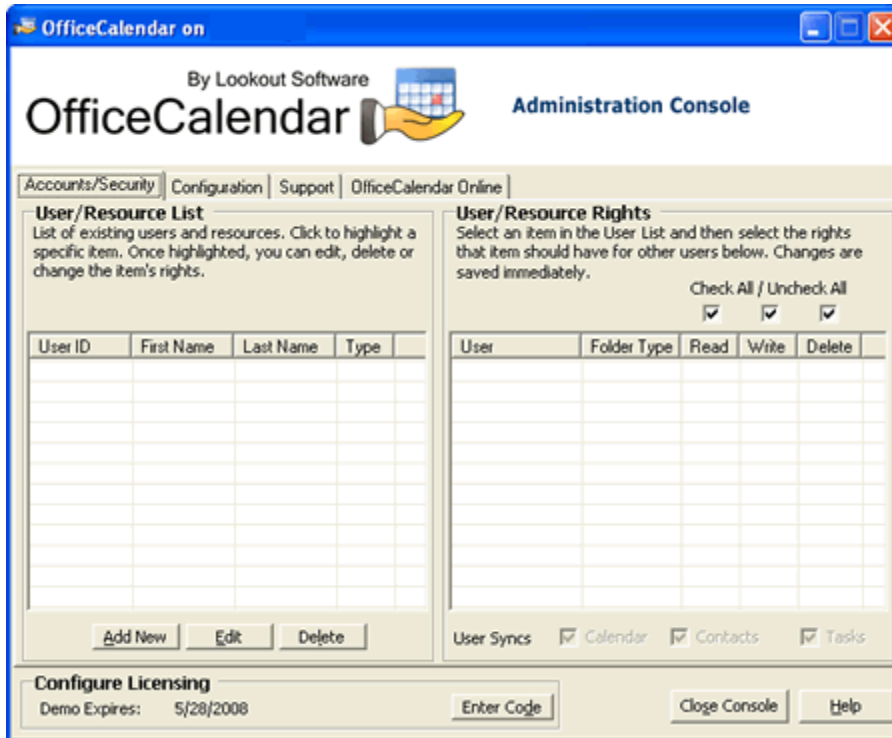 OfficeCalendar on
By Lookout Software
OfficeCalendar
Administration Console
Accounts/Security Configuration Support OfficeCalendar Online
User/Resource List
List of existing users and resources. Click to highlight a
specific item. Once highlighted, you can edit, delete or
change the item's rights.
User/Resource Rights
Select an item in the User List and then select the rights
that item should have for other users below. Changes are
saved immediately.
Check All / Uncheck All
User ID First Name Last Name Type
User Folder Type Read Write Delete
Add New Edit Delete
User Syncs Calendar Contacts Tasks
Configure Licensing
Demo Expires: 5/28/2008
Enter Code
Close Console Help